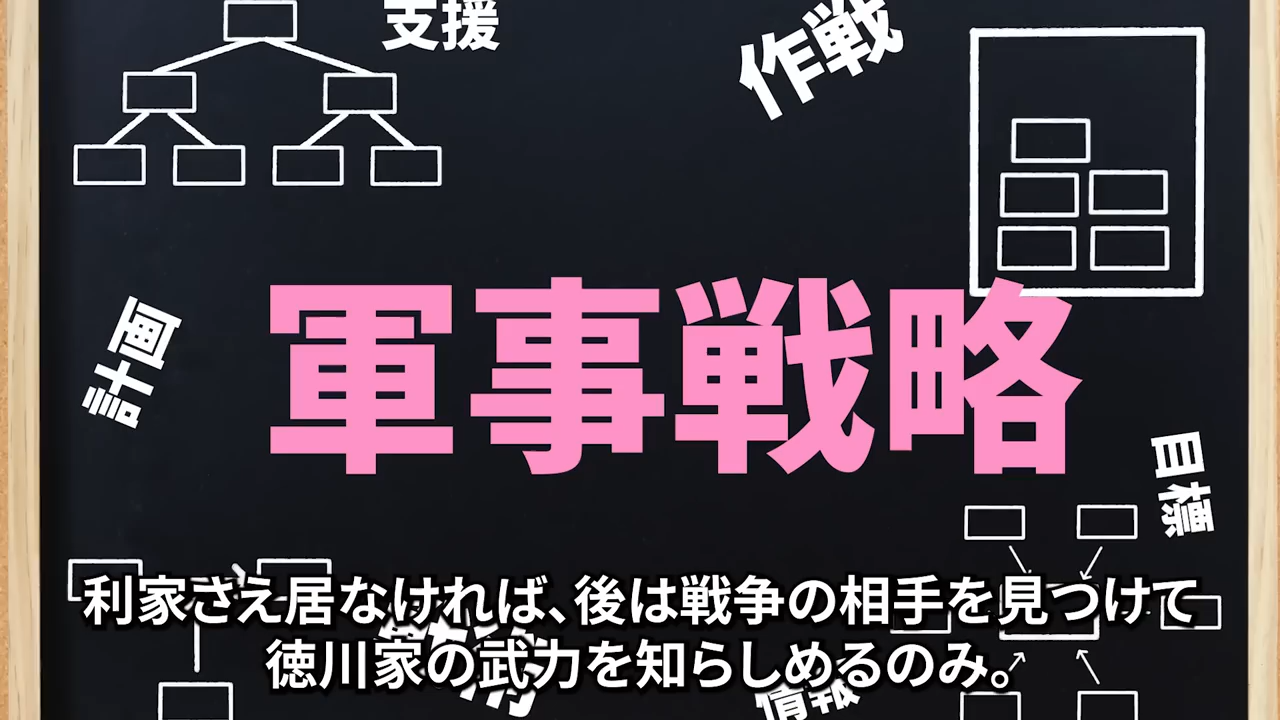 支援
作戦
軍事戦略
計画
目標
情報
利家さえ居なければ、後は戦争の相手を見つけて
徳川家の武力を知らしめるのみ。